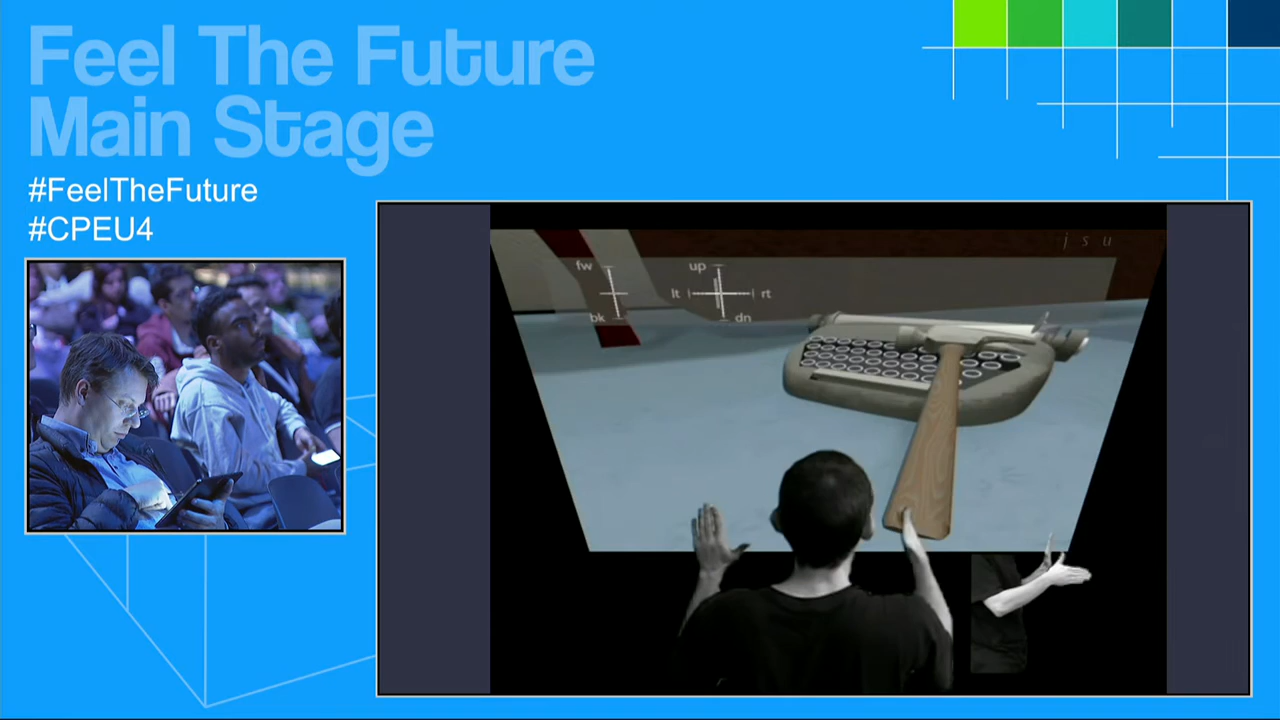 Feel The Future
Main Stage
#FeelTheFuture
#CPEU4
j s u
fw
up
lt
rt
bk
dn